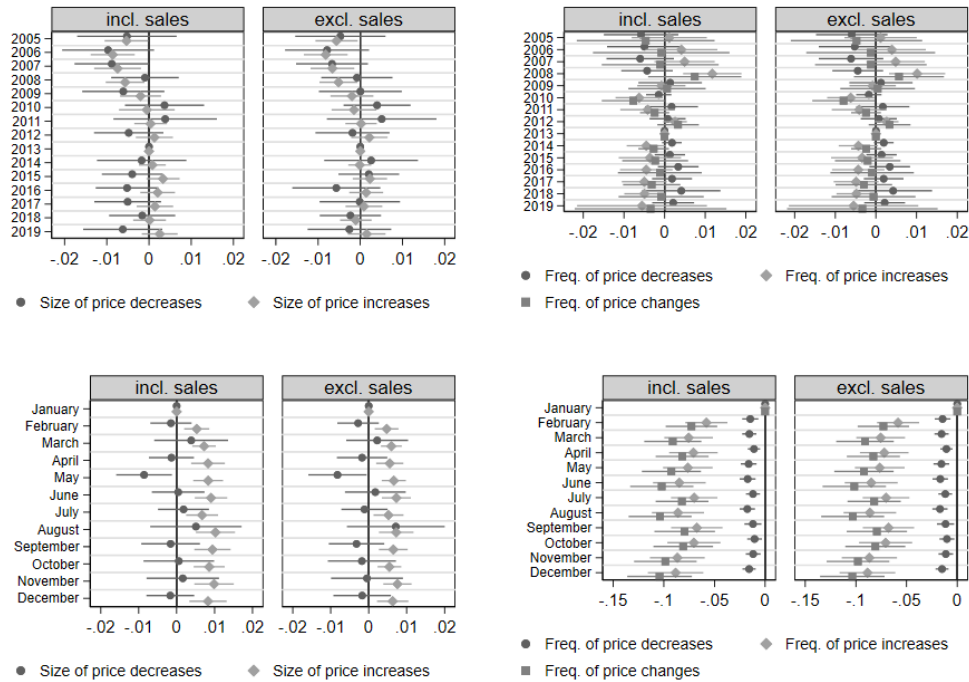 incl. sales
excl. sales
2005
2006
2007
2008
2009
2010
2011
2012
2013
2014
2015
2016
2017
2018
2019
-.02 -.01 0 .01 .02 -.02 -.01 0 .01 .02
Size of price decreases Size of price increases
incl. sales
excl. sales
2005
2006
2007
2008
2009
2010
2011
2012
2013
2014
2015
2016
2017
2018
2019
-.02 -.01 0 .01 .02 -.02 -.01 0 .01 .02
Freq. of price decreases Freq. of price increases
Freq. of price changes
incl. sales
excl. sales
January
February
March
April
May
June
July
August
September
October
November
December
-.02 -.01 0 .01 .02 -.02 -.01 0 .01 .02
Size of price decreases Size of price increases
incl. sales
excl. sales
January
February
March
April
May
June
July
August
September
October
November
December
-.15 -.1 -.05 0 -.15 -.1 -.05 0
Freq. of price decreases Freq. of price increases
Freq. of price changes